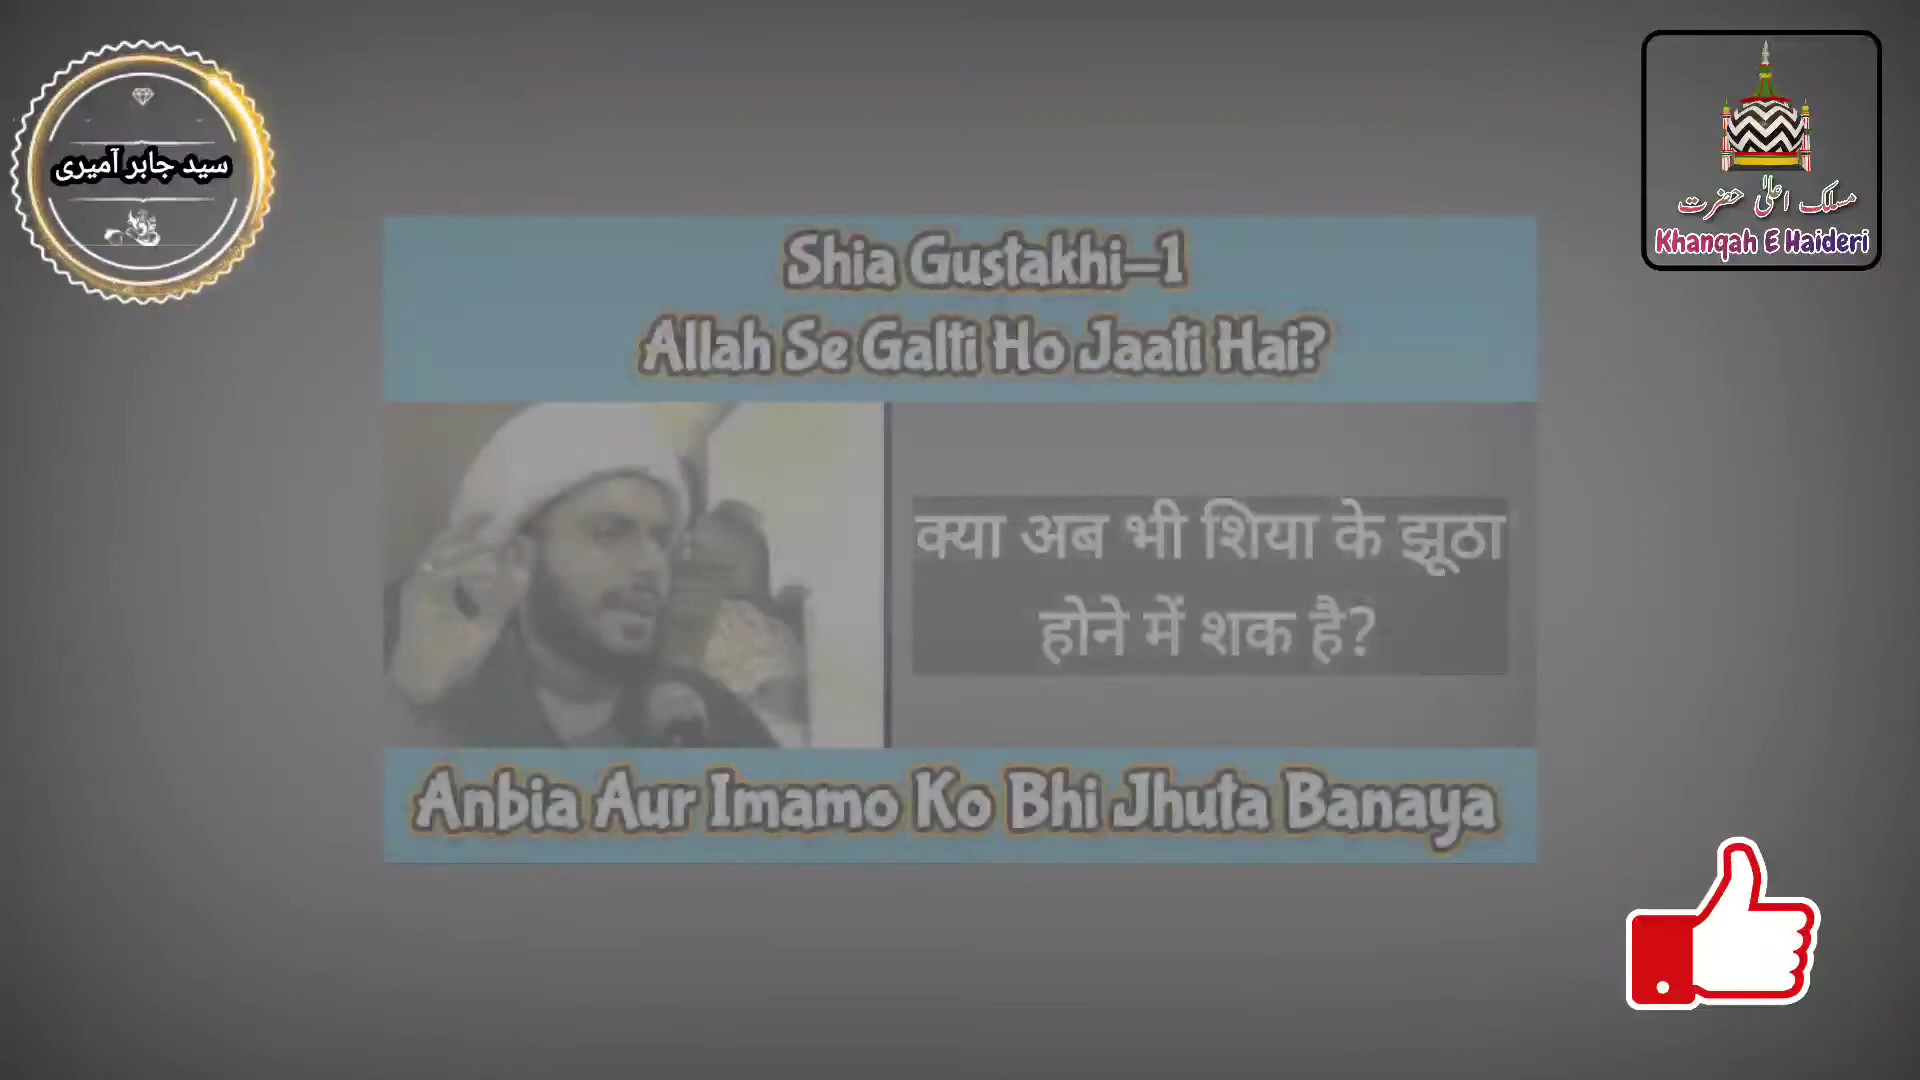 سید جابر آمیری
مسلک اعلیٰ حضرت
Khanqah E Haideri
Shia Gustakhi-1
Allah Se Galti Ho Jaati Hai?
क्या अब भी शिया के झूठा
होने में शक है?
Anbia Aur Imamo Ko Bhi Jhuta Banaya